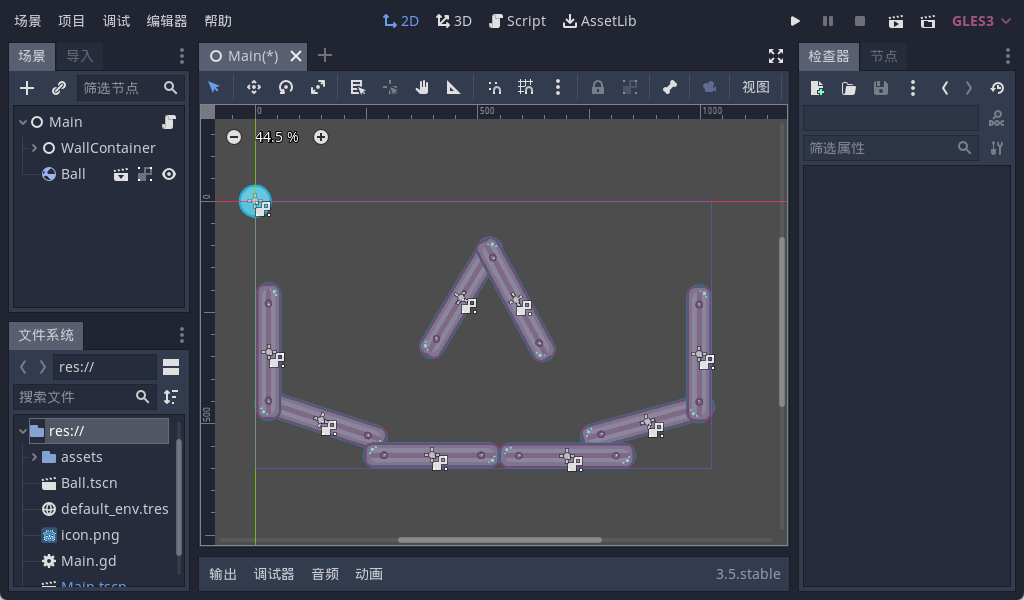 场景 项目 调试 编辑器 帮助 2D 3D Script AssetLib GLES3
场景 导入 Main(*) 检查器 节点
筛选节点 视图
Main
WallContainer
Ball
0 500 1000
44.5 %
筛选属性
0
500
文件系统
res://
搜索文件
res://
assets
Ball.tscn
default_env.tres
icon.png
Main.gd
Main.tscn
输出 调试器 音频 动画 3.5.stable